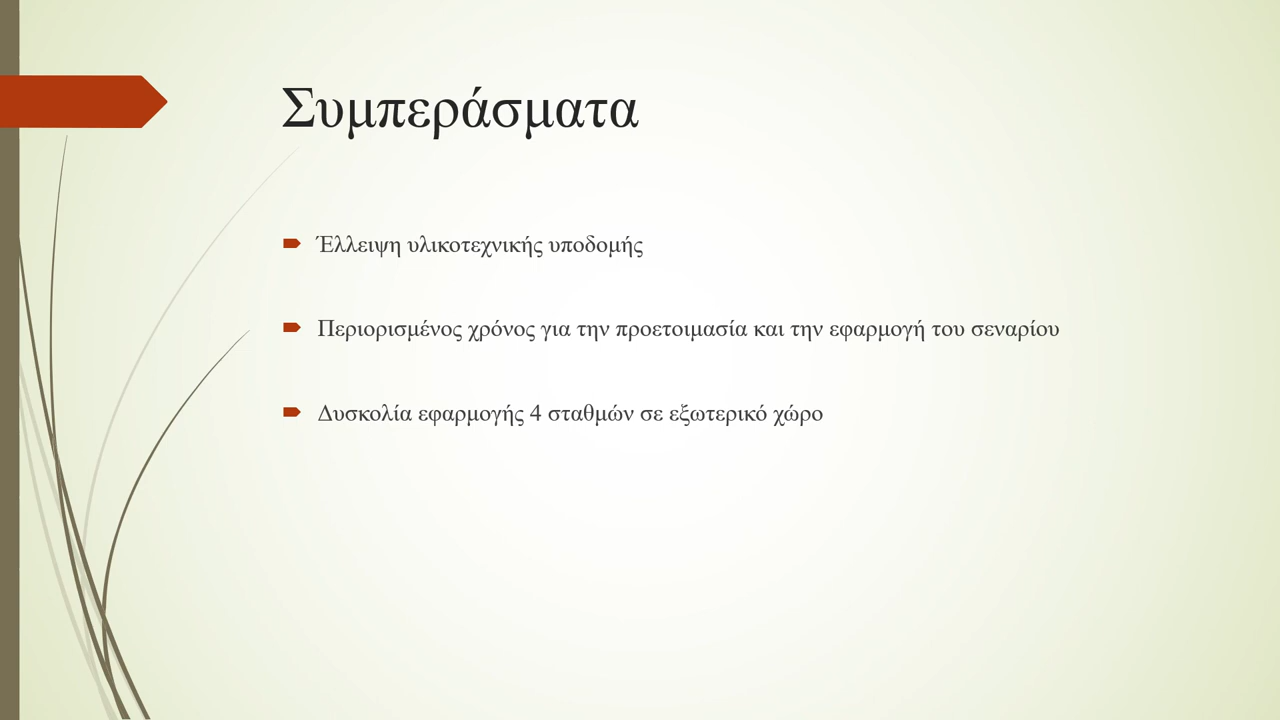 Συμπεράσματα
Έλλειψη υλικοτεχνικής υποδομής
Περιορισμένος χρόνος για την προετοιμασία και την εφαρμογή του σεναρίου
Δυσκολία εφαρμογής 4 σταθμών σε εξωτερικό χώρο